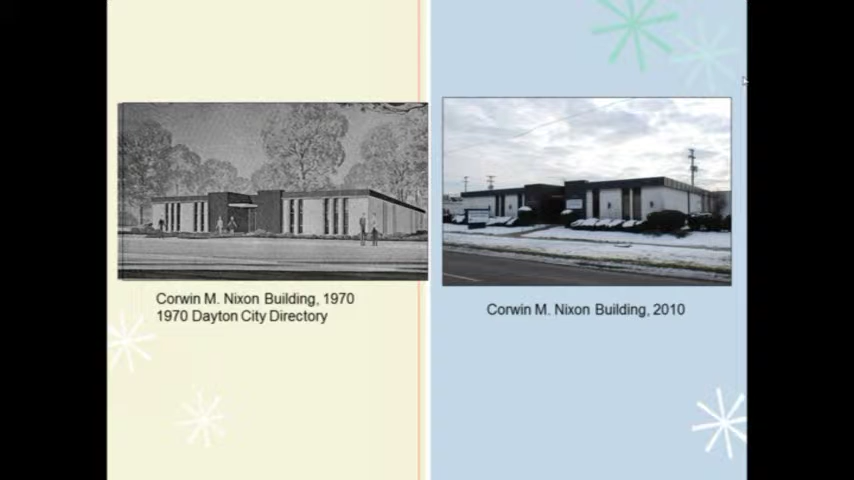 Corwin M. Nixon Building, 1970
1970 Dayton City Directory
Corwin M. Nixon Building, 2010